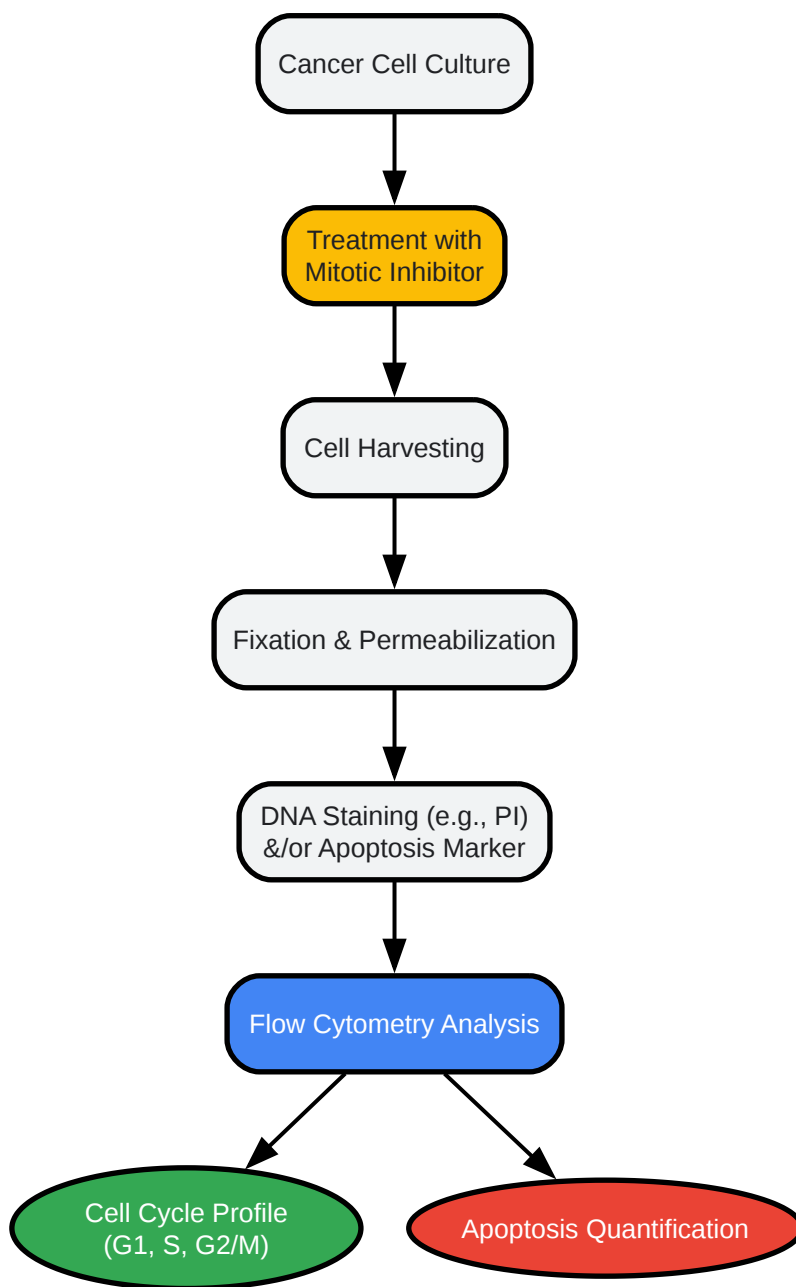 Cancer Cell Culture
Treatment with
Mitotic Inhibitor
Cell Harvesting
Fixation & Permeabilization
DNA Staining (e.g., PI)
&/or Apoptosis Marker
Flow Cytometry Analysis
Cell Cycle Profile
(G1, S, G2/M)
Apoptosis Quantification